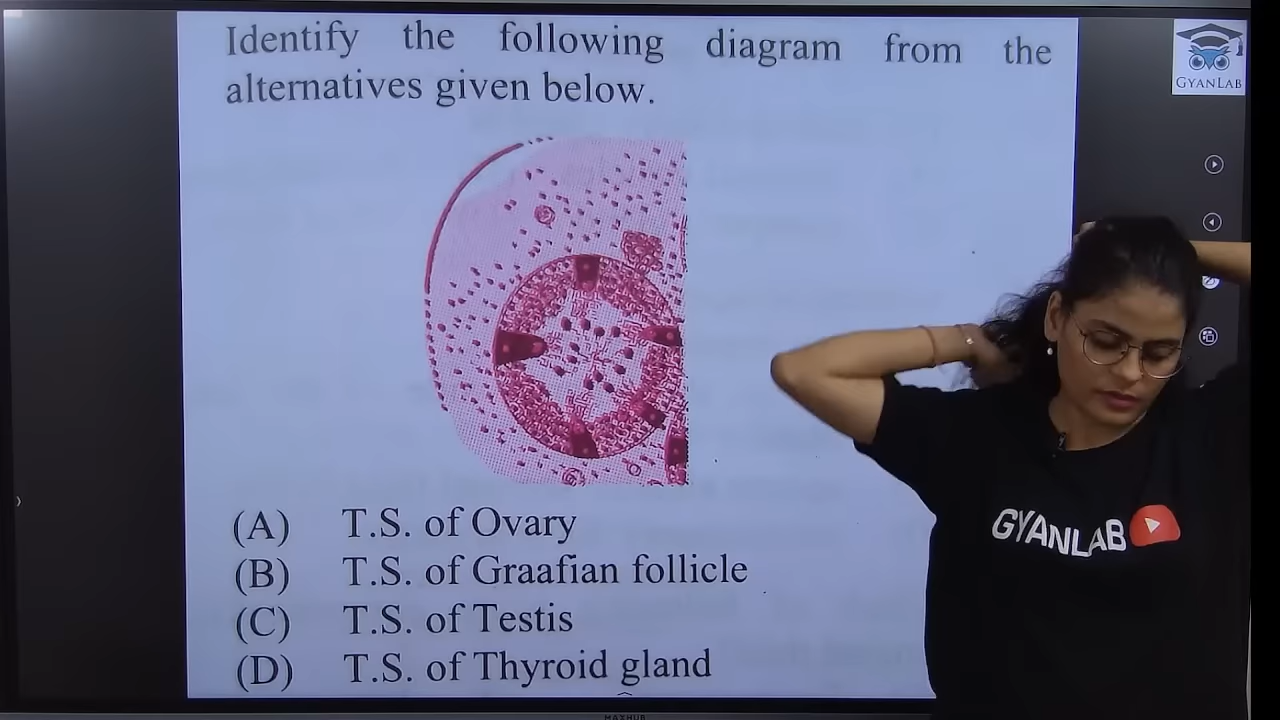 Identify the following diagram from the
alternatives given below.
GYANLAB
(A) T.S. of Ovary
(B) T.S. of Graafian follicle
(C) T.S. of Testis
(D) T.S. of Thyroid gland
GYANLAB
MAXHUB